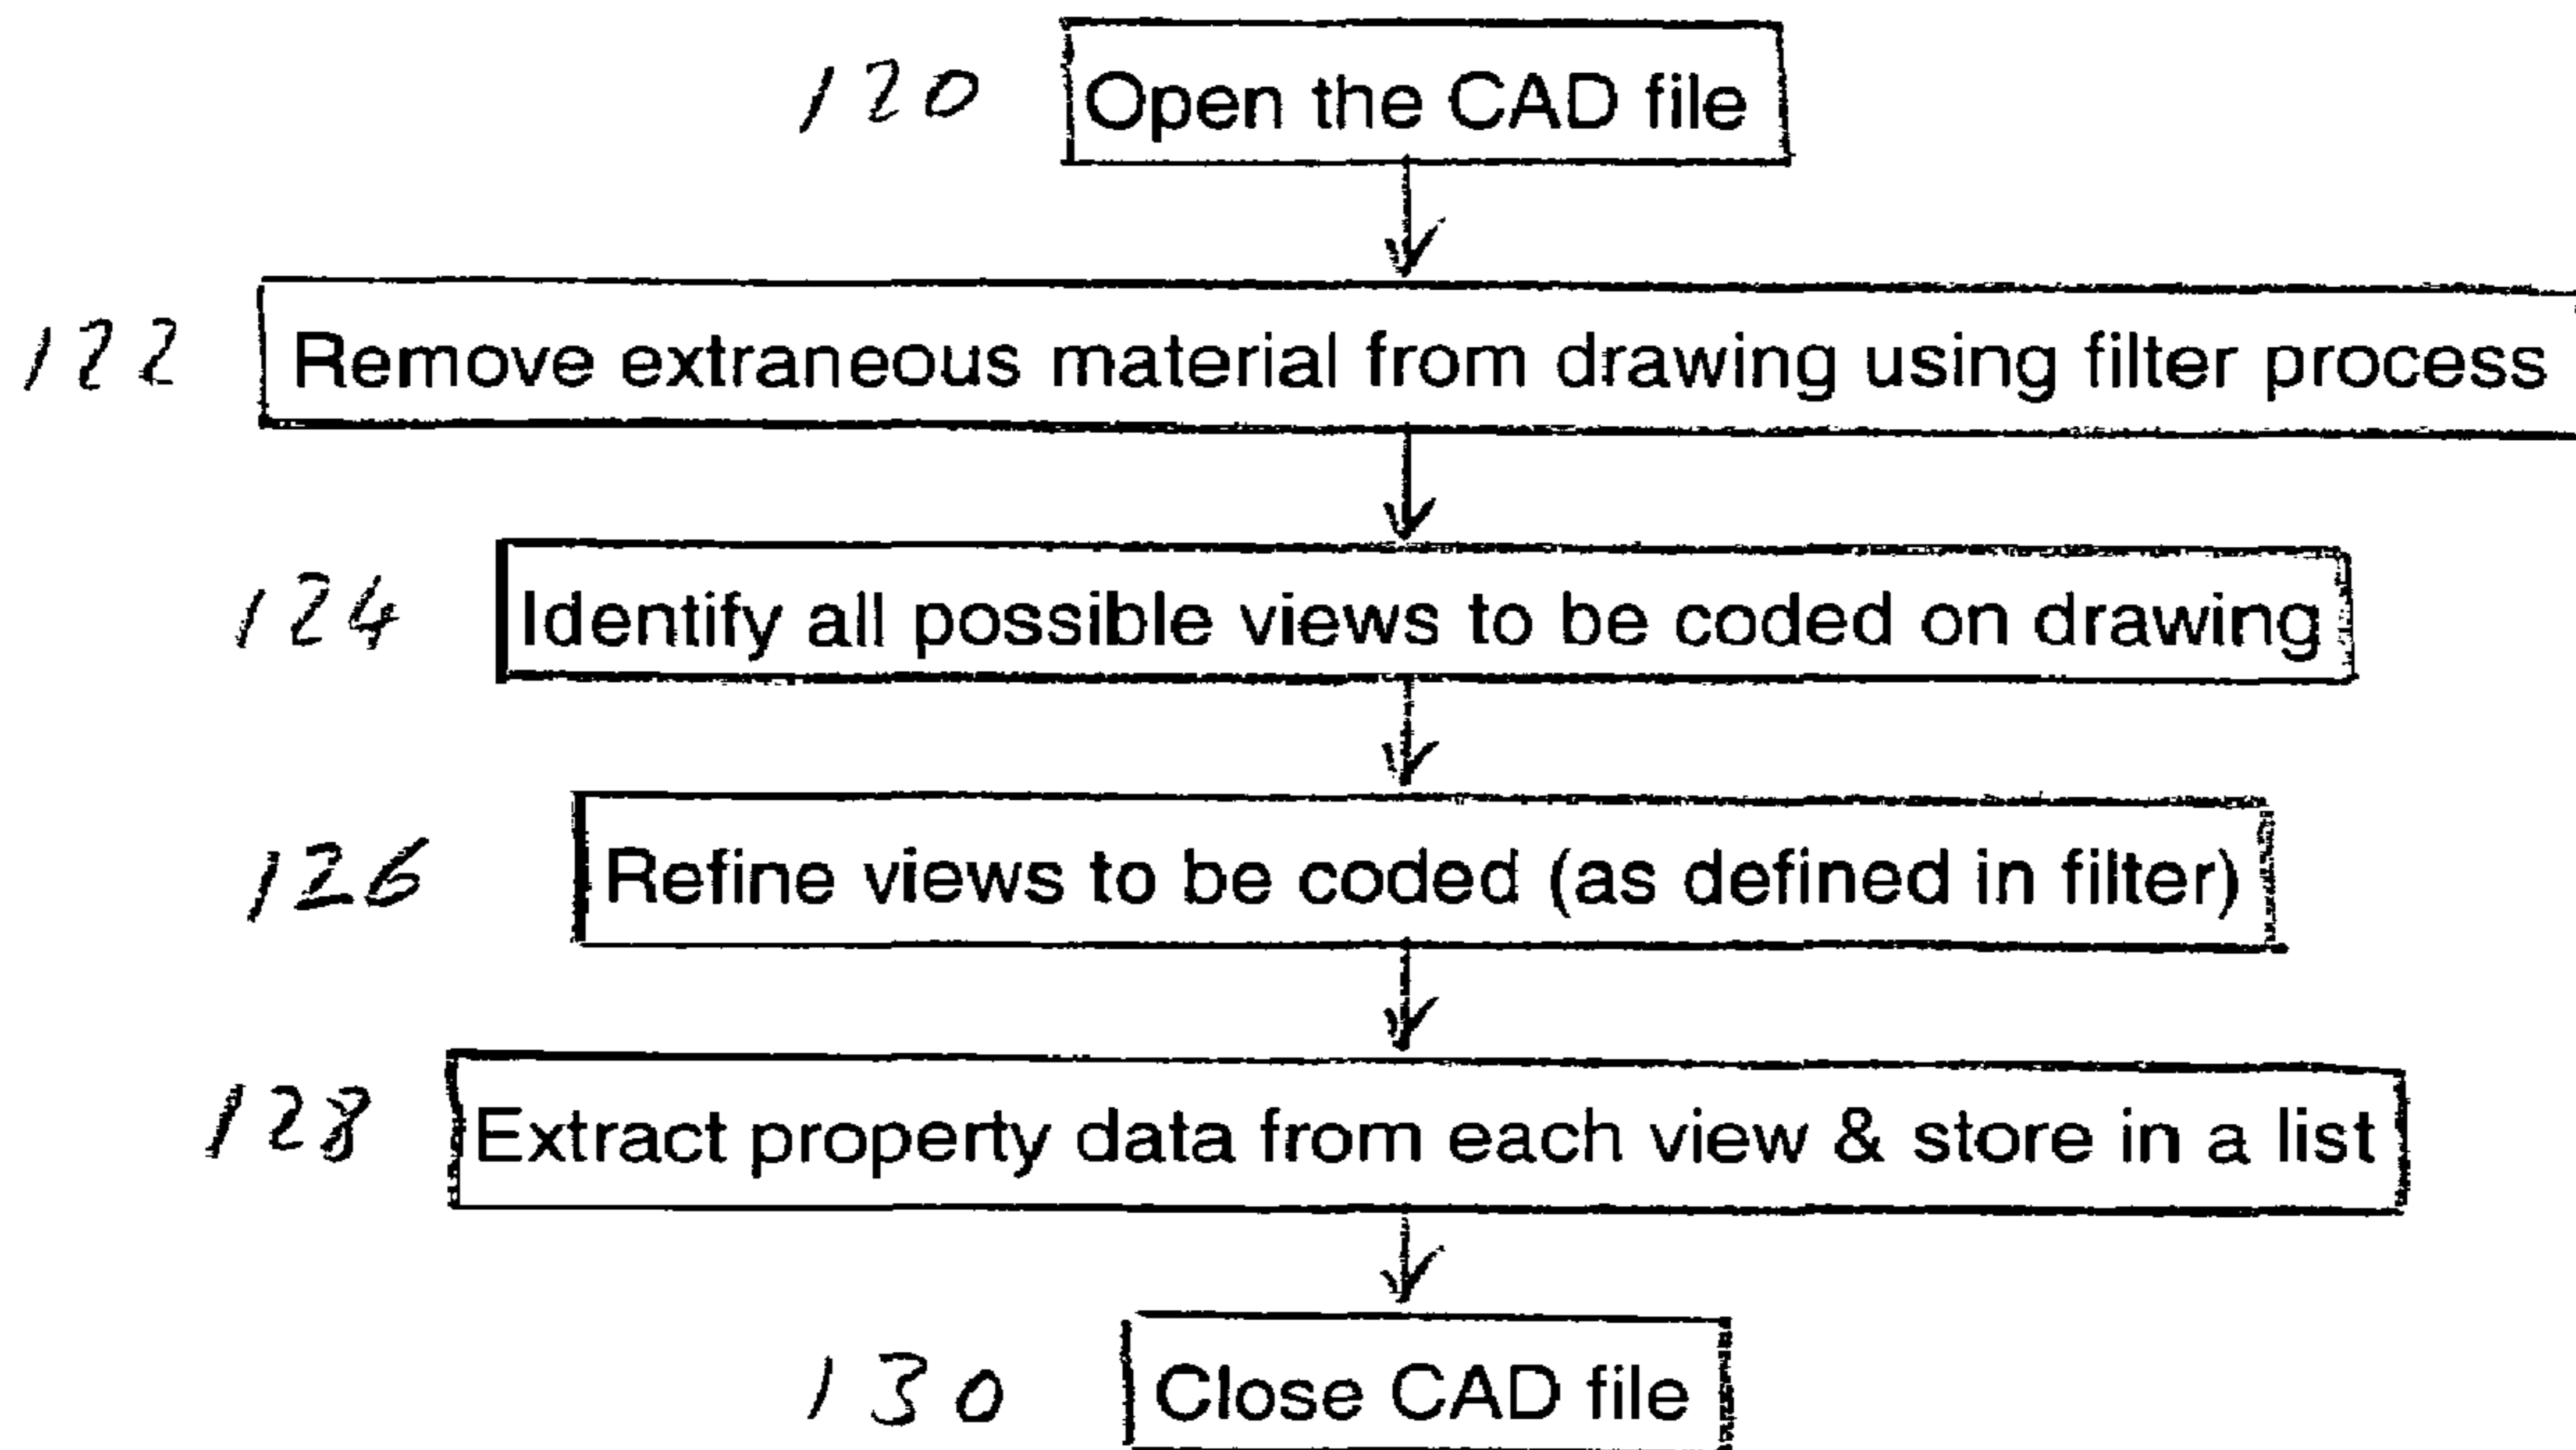 120 Open the CAD file
122 Remove extraneous material from drawing using filter process
124 Identify all possible views to be coded on drawing
126 Refine views to be coded (as defined in filter)
128 Extract property data from each view & store in a list
130 Close CAD file